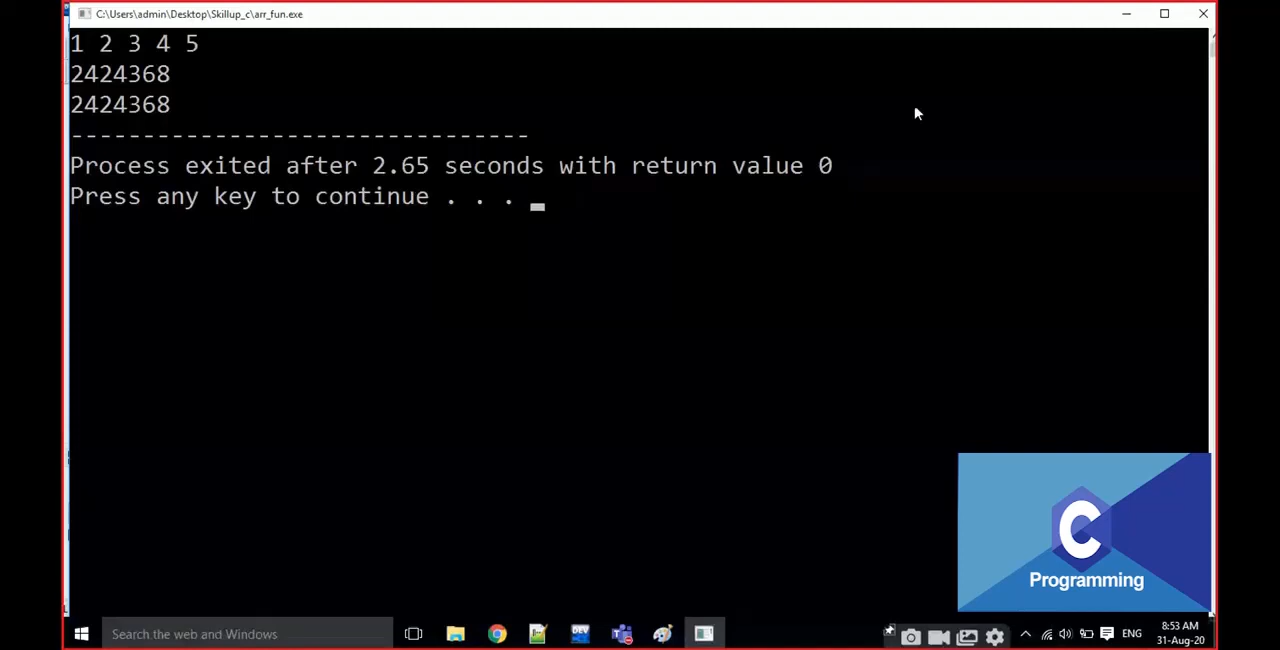 C:\Users\admin\Desktop\Skillup_c\arr_fun.exe
1 2 3 4 5
2424368
2424368
--------------------------------
Process exited after 2.65 seconds with return value 0
Press any key to continue . . .
C
Programming
Search the web and Windows
DEV
ENG
8:53 AM
31-Aug-20